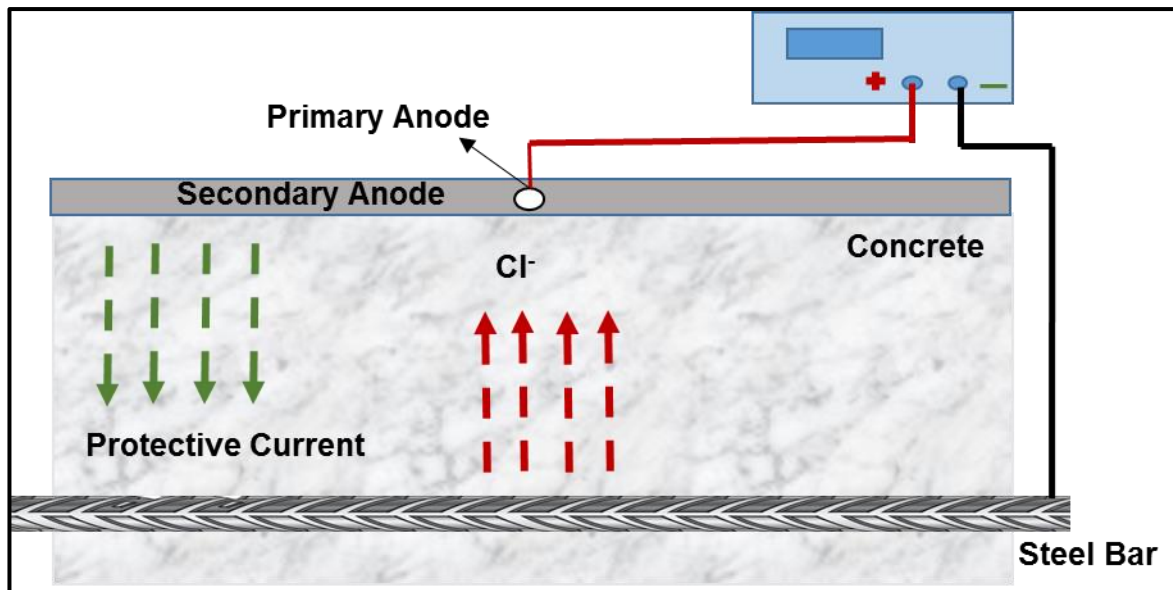 +
−
Primary Anode
Secondary Anode
Concrete
Cl-
Protective Current
Steel Bar